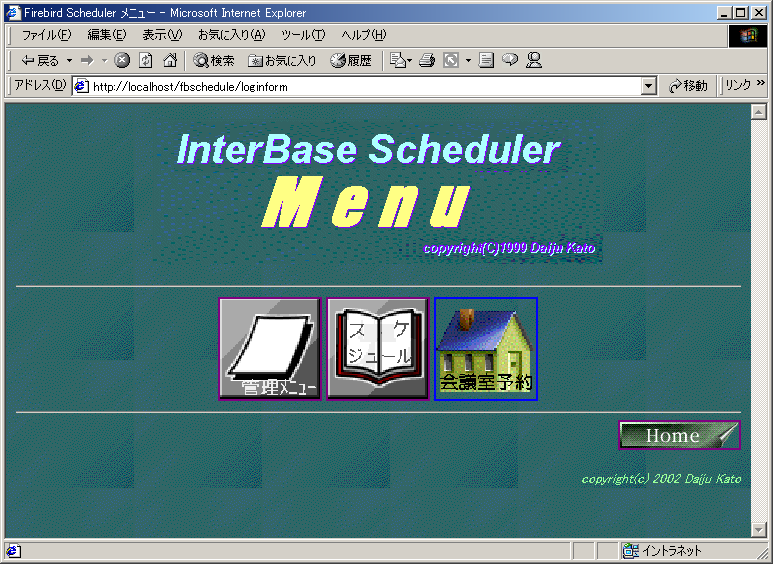 Firebird Scheduler メニュー - Microsoft Internet Explorer
ファイル(F) 編集(E) 表示(V) お気に入り(A) ツール(T) ヘルプ(H)
戻る 検索 お気に入り 履歴
アドレス(D) http://localhost/fbschedule/loginform 移動 リンク »
InterBase Scheduler
Menu
copyright(C)1999 Daiju Kato
管理メニュー
スケ
ジュール
会議室予約
Home
copyright(c) 2002 Daiju Kato
イントラネット